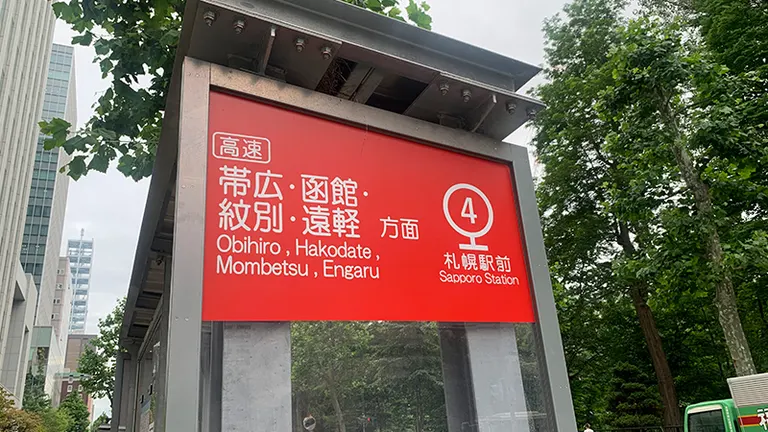 高速
帯広・函館・
紋別・遠軽 方面
Obihiro , Hakodate ,
Mombetsu , Engaru
4
札幌駅前
Sapporo Station